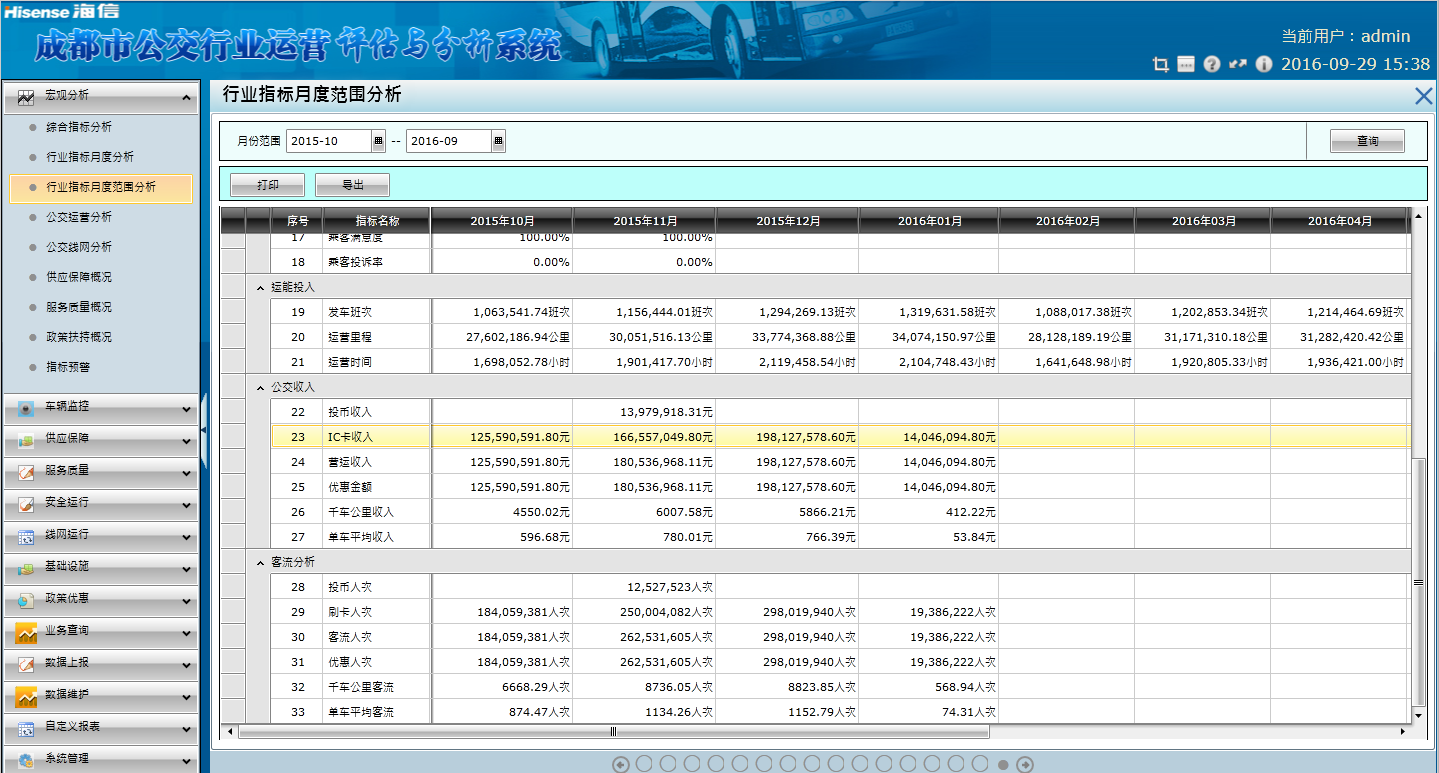 Hisense 海信
成都市公交行业运营评估与分析系统
当前用户：admin
2016-09-29 15:38
宏观分析
综合指标分析
行业指标月度分析
行业指标月度范围分析
公交运营分析
公交线网分析
供应保障概况
服务质量概况
政策扶持概况
指标预警
车辆监控
供应保障
服务质量
安全运行
线网运行
基础设施
政策优惠
业务查询
数据上报
数据维护
自定义报表
系统管理
行业指标月度范围分析
月份范围 2015-10 -- 2016-09 查询
打印 导出
序号 指标名称 2015年10月 2015年11月 2015年12月 2016年01月 2016年02月 2016年03月 2016年04月
17 乘客满意度 100.00% 100.00%
18 乘客投诉率 0.00% 0.00%
运能投入
19 发车班次 1,063,541.74班次 1,156,444.01班次 1,294,269.13班次 1,319,631.58班次 1,088,017.38班次 1,202,853.34班次 1,214,464.69班次
20 运营里程 27,602,186.94公里 30,051,516.13公里 33,774,368.88公里 34,074,150.97公里 28,128,189.19公里 31,171,310.18公里 31,282,420.42公里
21 运营时间 1,698,052.78小时 1,901,417.70小时 2,119,458.54小时 2,104,748.43小时 1,641,648.98小时 1,920,805.33小时 1,936,421.00小时
公交收入
22 投币收入 13,979,918.31元
23 IC卡收入 125,590,591.80元 166,557,049.80元 198,127,578.60元 14,046,094.80元
24 营运收入 125,590,591.80元 180,536,968.11元 198,127,578.60元 14,046,094.80元
25 优惠金额 125,590,591.80元 180,536,968.11元 198,127,578.60元 14,046,094.80元
26 千车公里收入 4550.02元 6007.58元 5866.21元 412.22元
27 单车平均收入 596.68元 780.01元 766.39元 53.84元
客流分析
28 投币人次 12,527,523人次
29 刷卡人次 184,059,381人次 250,004,082人次 298,019,940人次 19,386,222人次
30 客流人次 184,059,381人次 262,531,605人次 298,019,940人次 19,386,222人次
31 优惠人次 184,059,381人次 262,531,605人次 298,019,940人次 19,386,222人次
32 千车公里客流 6668.29人次 8736.05人次 8823.85人次 568.94人次
33 单车平均客流 874.47人次 1134.26人次 1152.79人次 74.31人次